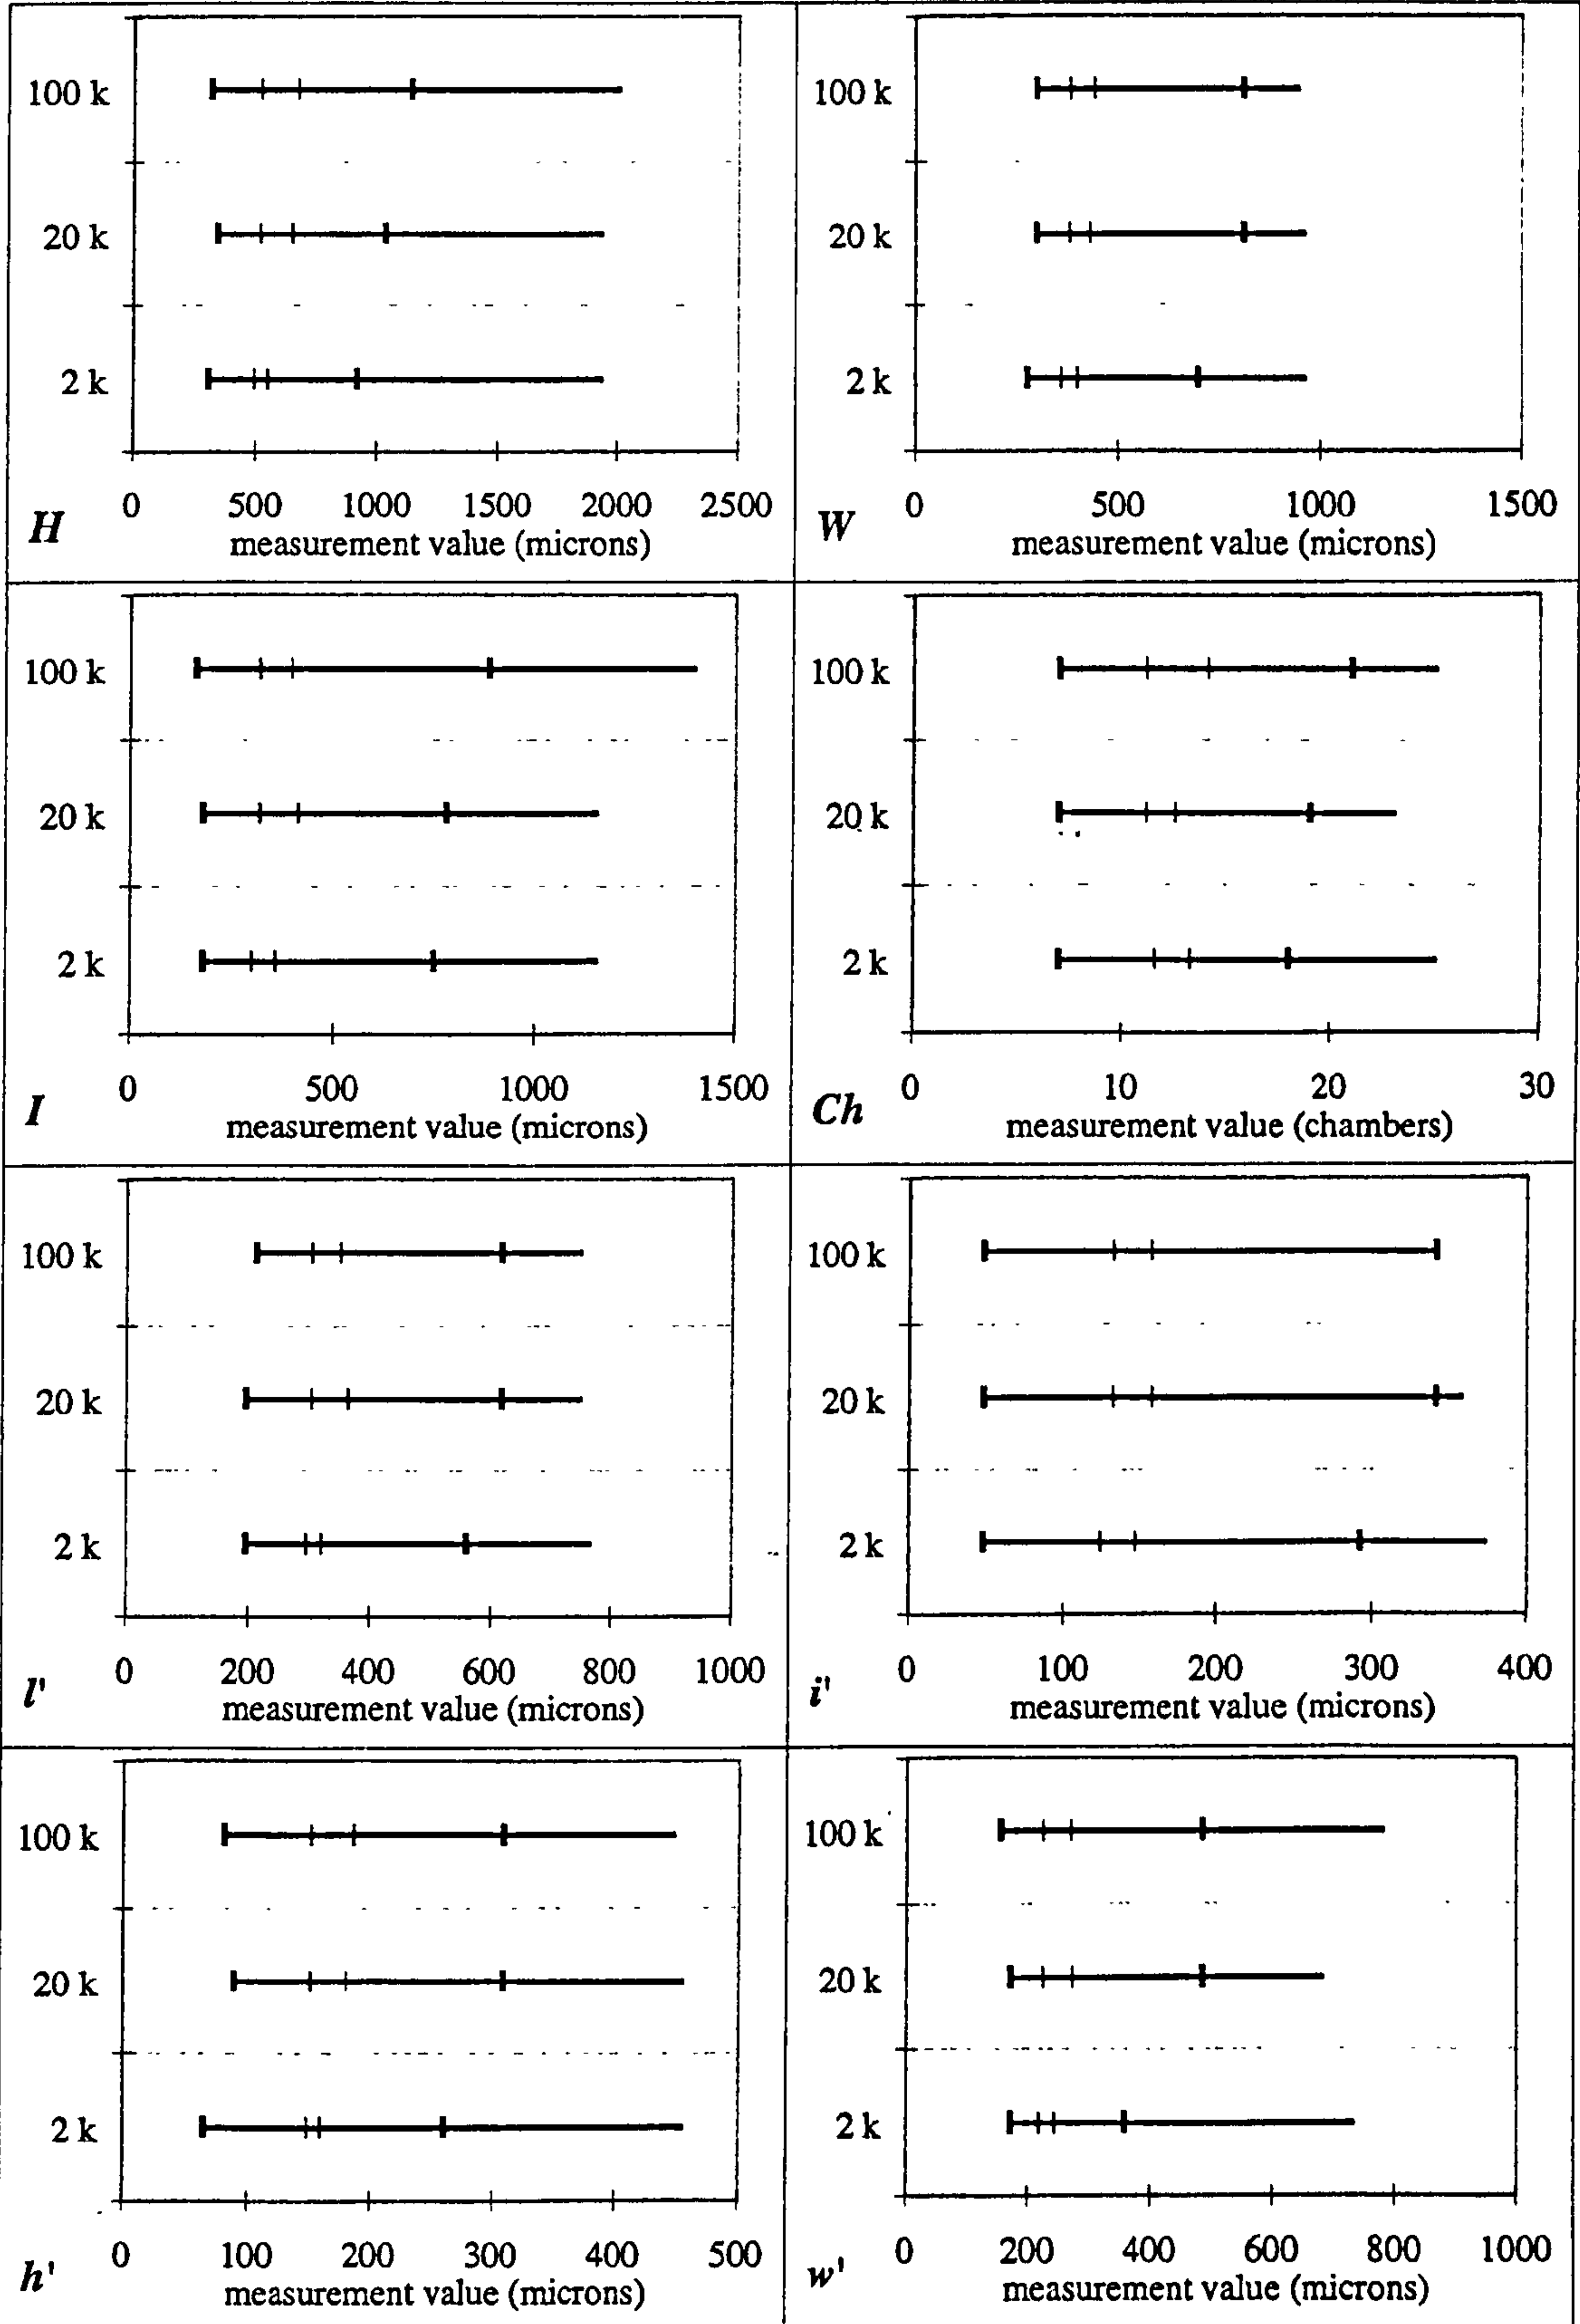 100 k
20 k
2 k
0 500 1000 1500 2000 2500
H
measurement value (microns)
100 k
20 k
2 k
0 500 1000 1500
W
measurement value (microns)
100 k
20 k
2 k
0 500 1000 1500
I
measurement value (microns)
100 k
20 k
2 k
0 10 20 30
Ch
measurement value (chambers)
100 k
20 k
2 k
0 200 400 600 800 1000
l'
measurement value (microns)
100 k
20 k
2 k
0 100 200 300 400
i'
measurement value (microns)
100 k
20 k
2 k
0 100 200 300 400 500
h'
measurement value (microns)
100 k
20 k
2 k
0 200 400 600 800 1000
w'
measurement value (microns)